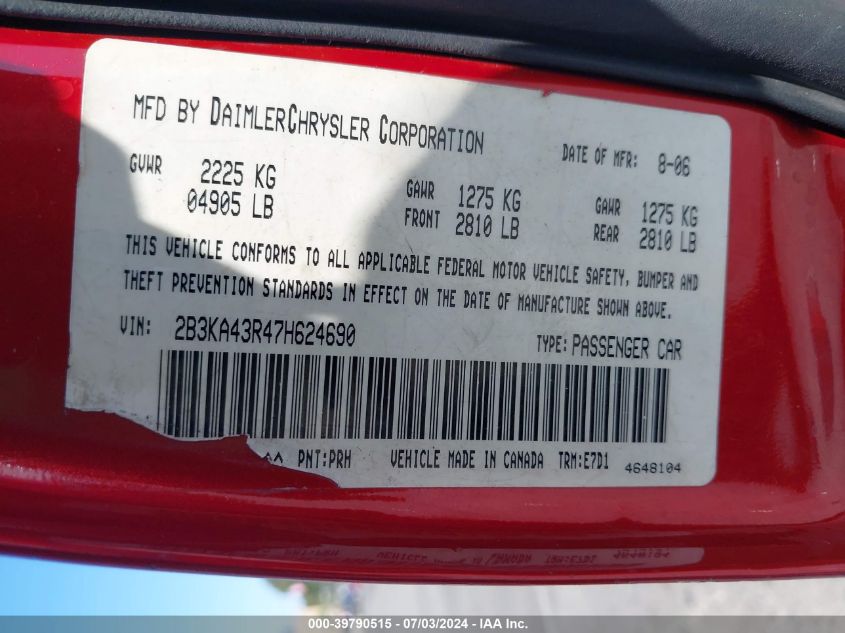 MFD BY DAIMLERCHRYSLER CORPORATION
DATE OF MFR: 8-06
GVWR 2225 KG
04905 LB
GAWR 1275 KG
FRONT 2810 LB
GAWR 1275 KG
REAR 2810 LB
THIS VEHICLE CONFORMS TO ALL APPLICABLE FEDERAL MOTOR VEHICLE SAFETY, BUMPER AND
THEFT PREVENTION STANDARDS IN EFFECT ON THE DATE OF MANUFACTURE SHOWN ABOVE.
VIN: 2B3KA43R47H624690 TYPE: PASSENGER CAR
PNT:PRH VEHICLE MADE IN CANADA TRM:E7D1 4648104
000-39790515 - 07/03/2024 - IAA Inc.